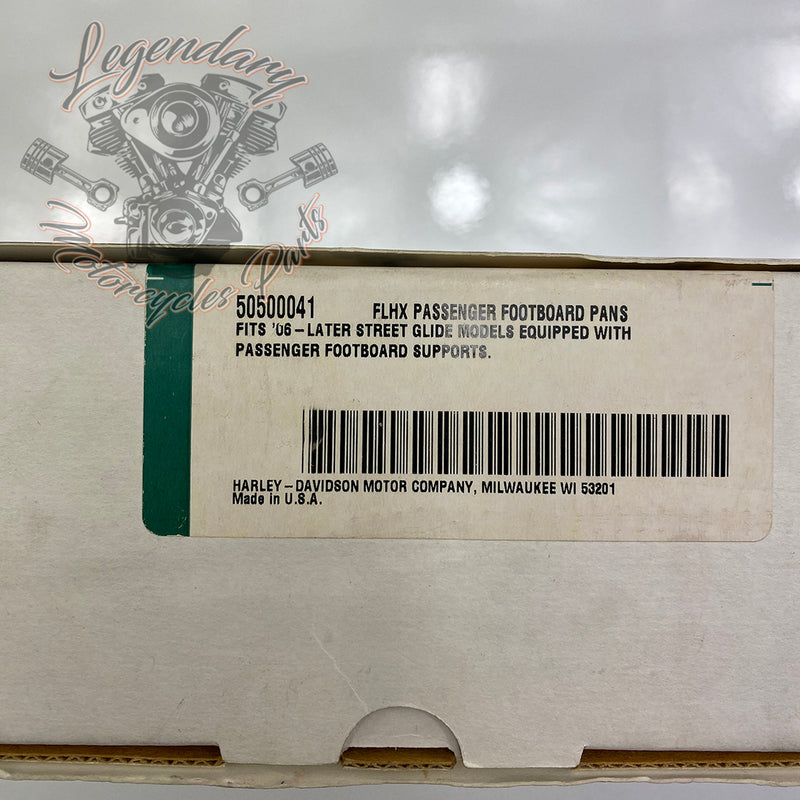 Legendary
Motorcycles Parts
50500041 FLHX PASSENGER FOOTBOARD PANS
FITS '06-LATER STREET GLIDE MODELS EQUIPPED WITH
PASSENGER FOOTBOARD SUPPORTS.
HARLEY-DAVIDSON MOTOR COMPANY, MILWAUKEE WI 53201
Made in U.S.A.